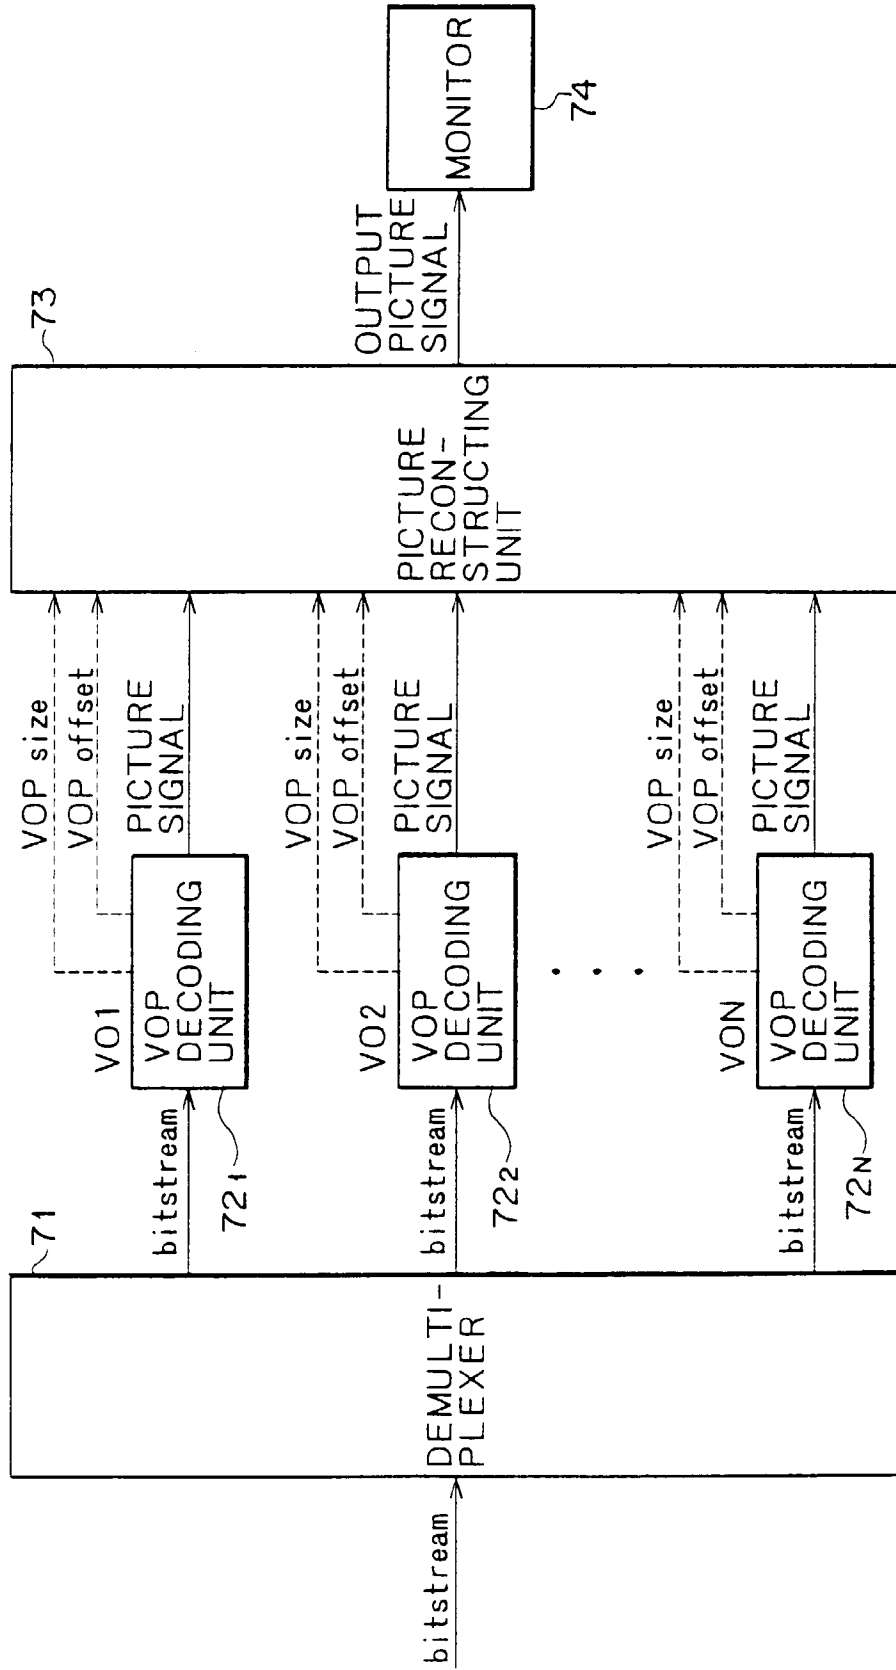 bitstream
DEMULTI-
PLEXER
71
bitstream
bitstream
bitstream
72₁
72₂
72N
VO1
VOP
DECODING
UNIT
VO2
VOP
DECODING
UNIT
VON
VOP
DECODING
UNIT
VOP size
VOP offset
PICTURE
SIGNAL
VOP size
VOP offset
PICTURE
SIGNAL
VOP size
VOP offset
PICTURE
SIGNAL
PICTURE
RECON-
STRUCTING
UNIT
73
OUTPUT
PICTURE
SIGNAL
MONITOR
74